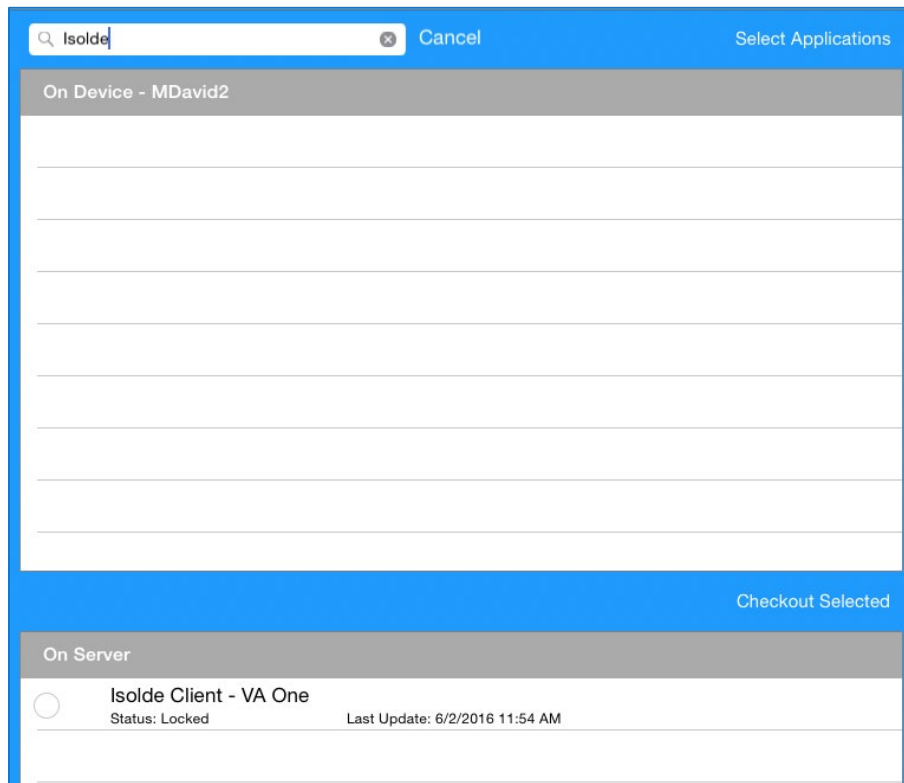 Isolde Cancel Select Applications
On Device - MDavid2
Checkout Selected
On Server
Isolde Client - VA One
Status: Locked Last Update: 6/2/2016 11:54 AM